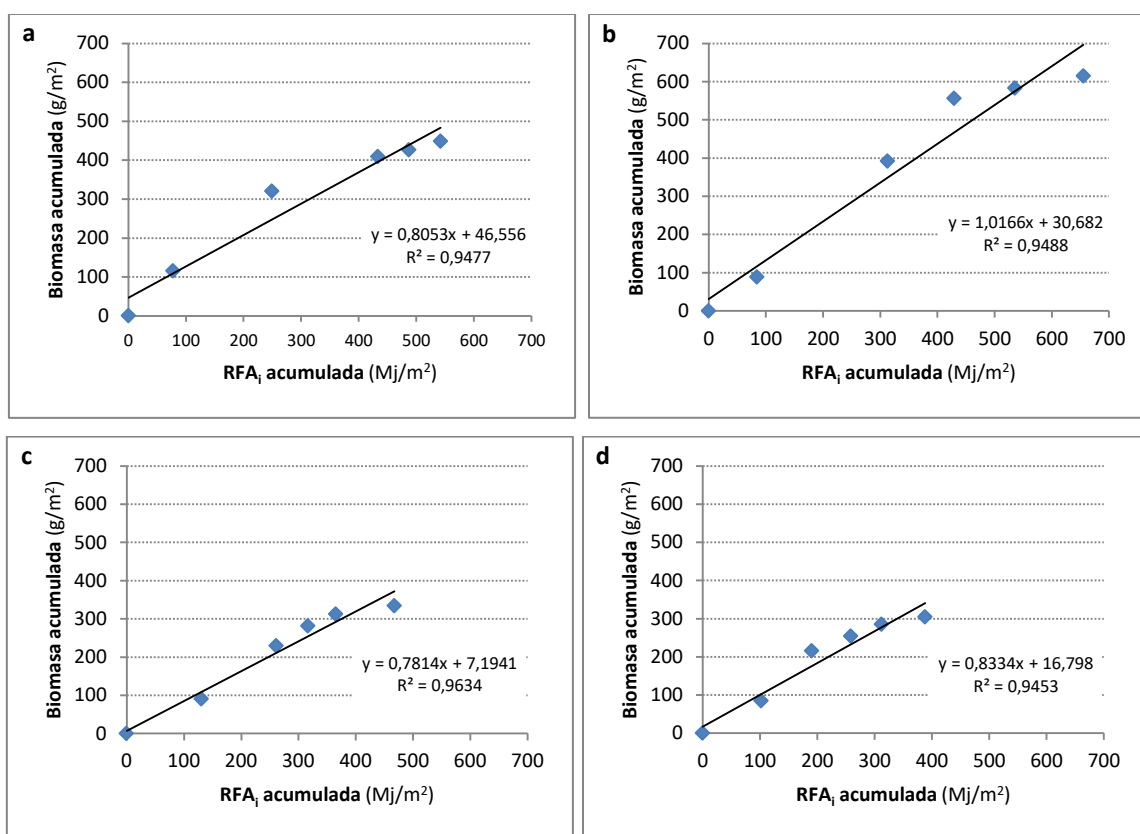 a
Biomasa acumulada (g/m²)
700
600
500
400
300
200
100
0
y = 0,8053x + 46,556
R² = 0,9477
0 100 200 300 400 500 600 700
RFAᵢ acumulada (Mj/m²)
b
Biomasa acumulada (g/m²)
700
600
500
400
300
200
100
0
y = 1,0166x + 30,682
R² = 0,9488
0 100 200 300 400 500 600 700
RFAᵢ acumulada (Mj/m²)
c
Biomasa acumulada (g/m²)
700
600
500
400
300
200
100
0
y = 0,7814x + 7,1941
R² = 0,9634
0 100 200 300 400 500 600 700
RFAᵢ acumulada (Mj/m²)
d
Biomasa acumulada (g/m²)
700
600
500
400
300
200
100
0
y = 0,8334x + 16,798
R² = 0,9453
0 100 200 300 400 500 600 700
RFAᵢ acumulada (Mj/m²)